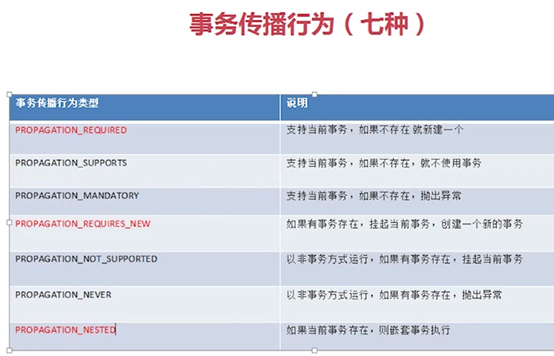 事务传播行为（七种）
事务传播行为类型 说明
PROPAGATION_REQUIRED 支持当前事务，如果不存在 就新建一个
PROPAGATION_SUPPORTS 支持当前事务，如果不存在，就不使用事务
PROPAGATION_MANDATORY 支持当前事务，如果不存在，抛出异常
PROPAGATION_REQUIRES_NEW 如果有事务存在，挂起当前事务，创建一个新的事务
PROPAGATION_NOT_SUPPORTED 以非事务方式运行，如果有事务存在，挂起当前事务
PROPAGATION_NEVER 以非事务方式运行，如果有事务存在，抛出异常
PROPAGATION_NESTED 如果当前事务存在，则嵌套事务执行